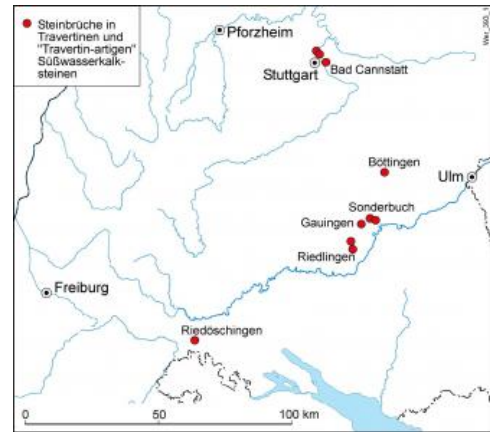 Steinbrüche in
Travertinen und
"Travertin-artigen"
Süßwasserkalk-
steinen
Pforzheim
Stuttgart
Bad Cannstatt
Böttingen
Ulm
Sonderbuch
Gauingen
Riedlingen
Freiburg
Riedöschingen
0 50 100 km